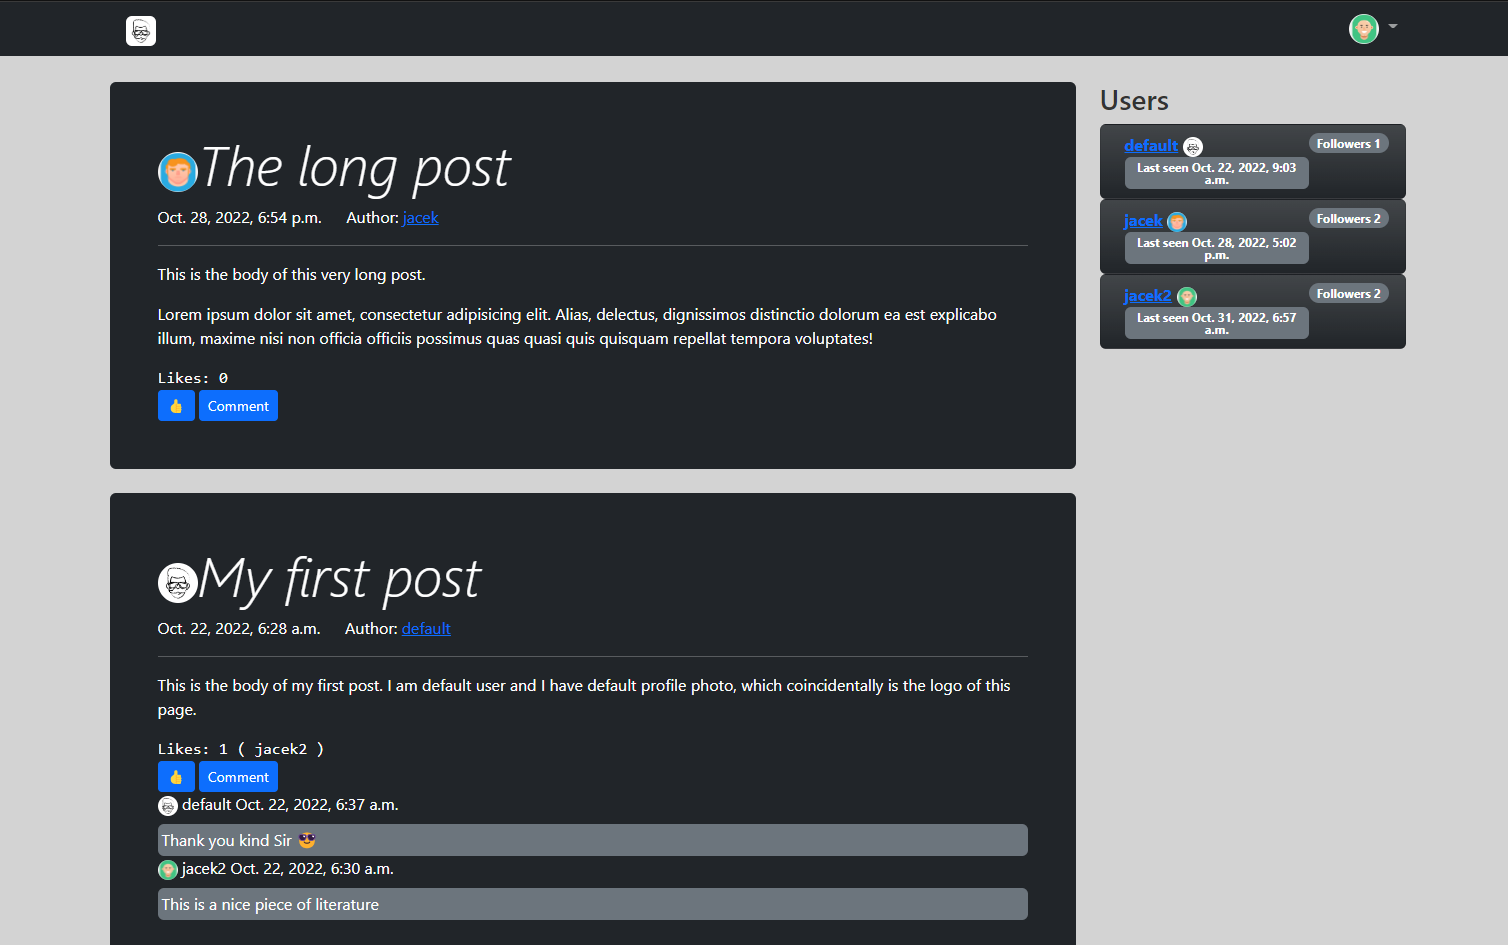 The long post
Oct. 28, 2022, 6:54 p.m. Author: jacek
This is the body of this very long post.
Lorem ipsum dolor sit amet, consectetur adipisicing elit. Alias, delectus, dignissimos distinctio dolorum ea est explicabo
illum, maxime nisi non officia officiis possimus quas quasi quis quisquam repellat tempora voluptates!
Likes: 0
👍 Comment
My first post
Oct. 22, 2022, 6:28 a.m. Author: default
This is the body of my first post. I am default user and I have default profile photo, which coincidentally is the logo of this
page.
Likes: 1 ( jacek2 )
👍 Comment
default Oct. 22, 2022, 6:37 a.m.
Thank you kind Sir 😎
jacek2 Oct. 22, 2022, 6:30 a.m.
This is a nice piece of literature
Users
default Followers 1
Last seen Oct. 22, 2022, 9:03
a.m.
jacek Followers 2
Last seen Oct. 28, 2022, 5:02
p.m.
jacek2 Followers 2
Last seen Oct. 31, 2022, 6:57
a.m.